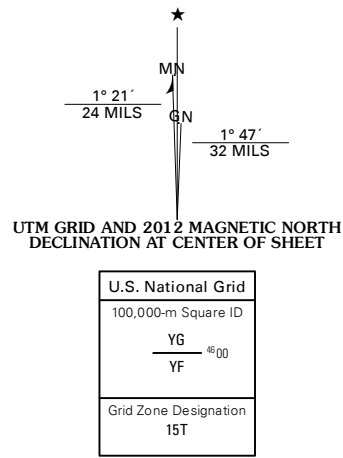 ★
MN
1° 21´
24 MILS
GN
1° 47´
32 MILS
UTM GRID AND 2012 MAGNETIC NORTH
DECLINATION AT CENTER OF SHEET
U.S. National Grid
100,000-m Square ID
YG
4600
YF
Grid Zone Designation
15T